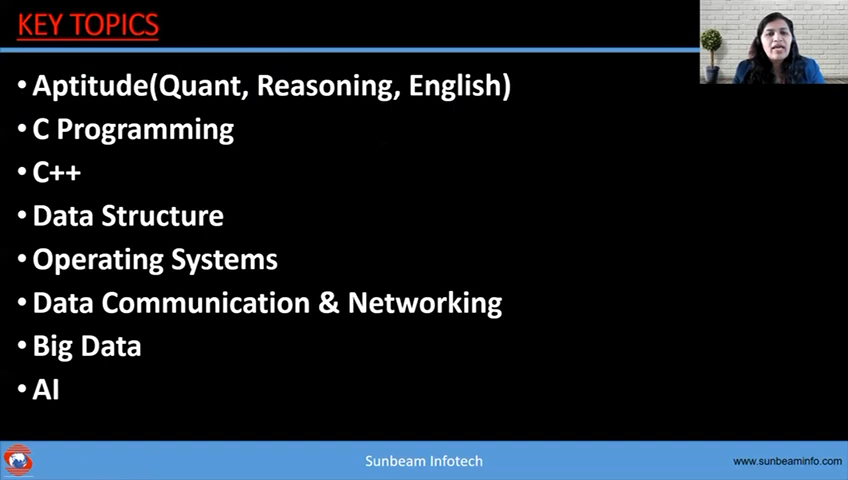 KEY TOPICS
• Aptitude(Quant, Reasoning, English)
• C Programming
• C++
• Data Structure
• Operating Systems
• Data Communication & Networking
• Big Data
• AI
Sunbeam Infotech
www.sunbeaminfo.com